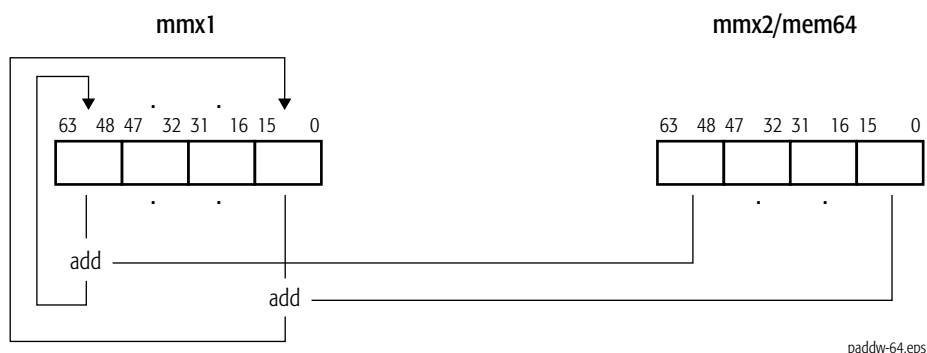 mmx1 mmx2/mem64
. .
63 48 47 32 31 16 15 0 63 48 47 32 31 16 15 0
. . . .
add
add
paddw-64.eps